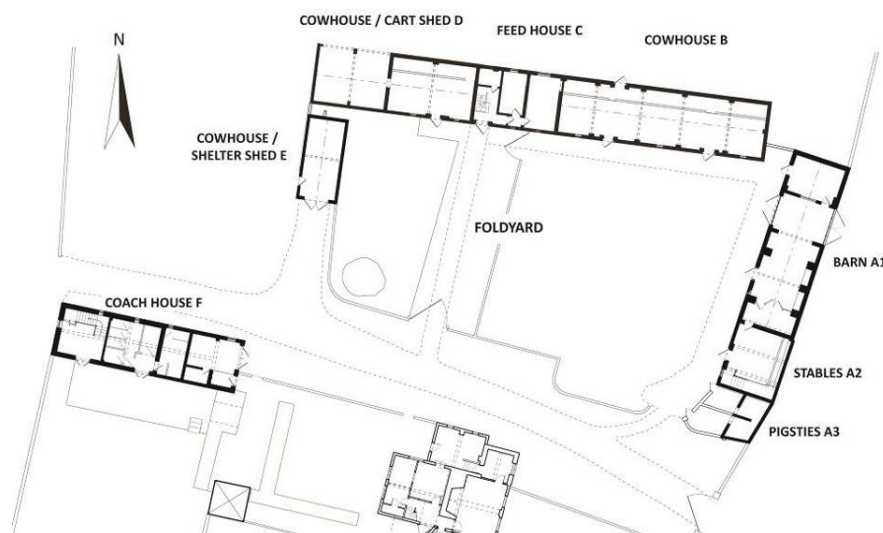 COWHOUSE / CART SHED D
FEED HOUSE C
COWHOUSE B
N
COWHOUSE /
SHELTER SHED E
FOLDYARD
BARN A1
COACH HOUSE F
STABLES A2
PIGSTIES A3